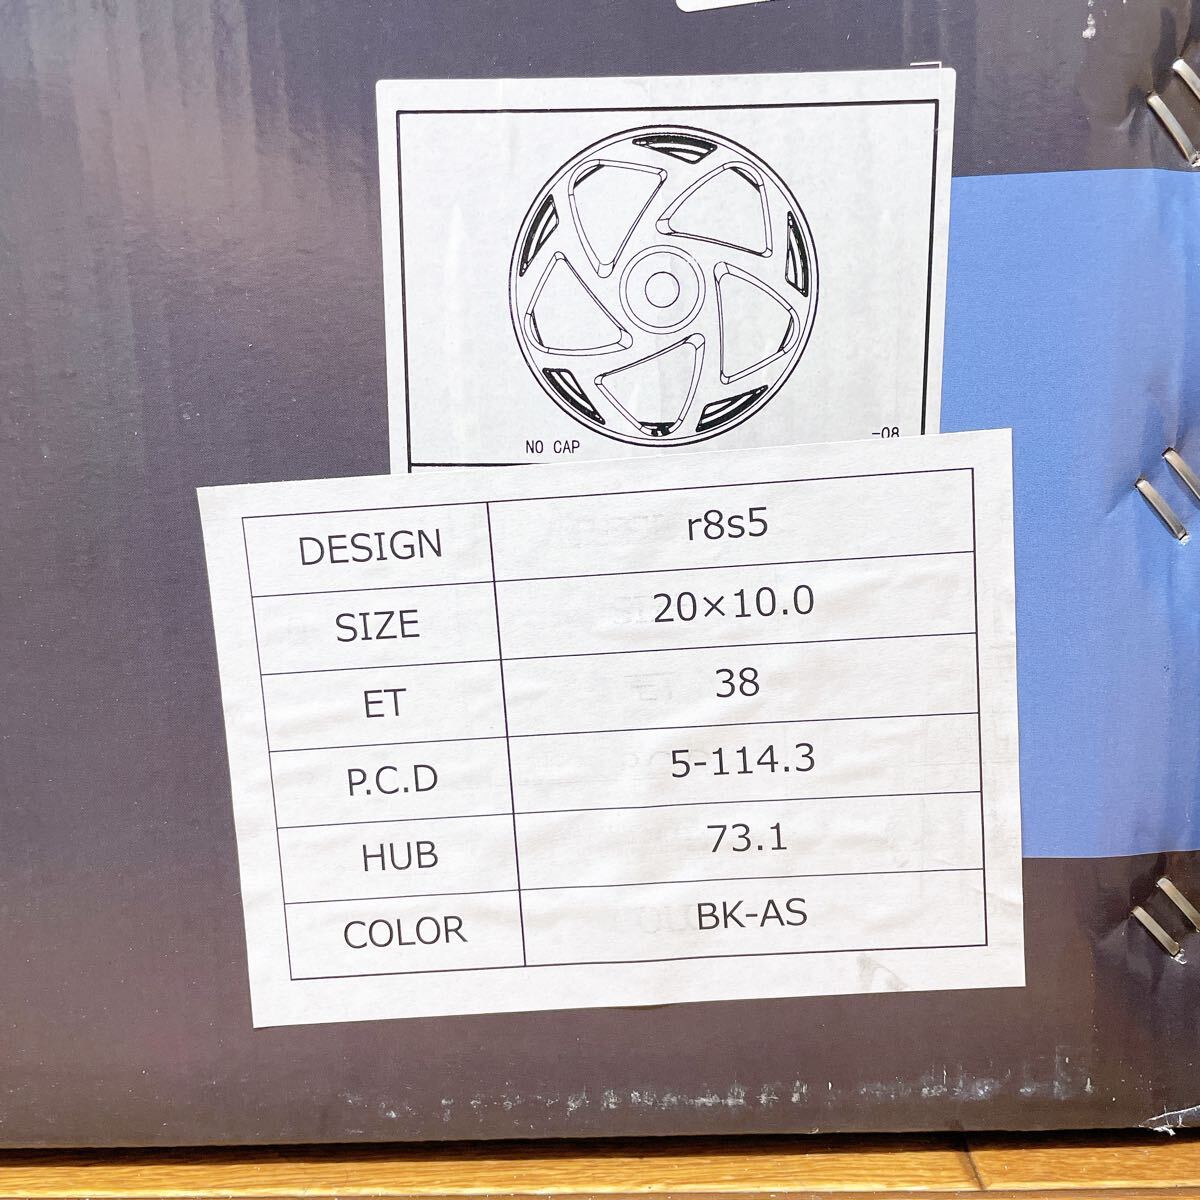 NO CAP
-08
DESIGN r8s5
SIZE 20×10.0
ET 38
P.C.D 5-114.3
HUB 73.1
COLOR BK-AS